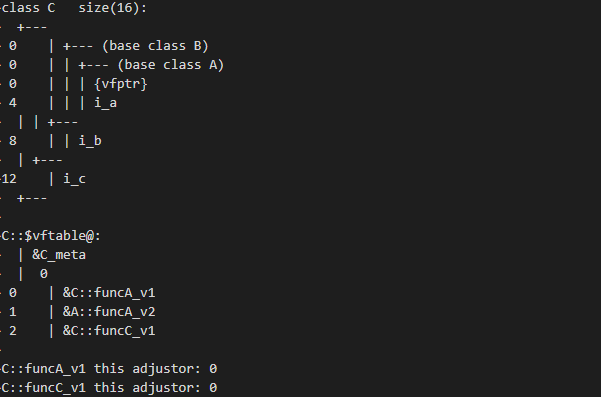 class C   size(16):
  +---
 0    | +--- (base class B)
 0    | | +--- (base class A)
 0    | | | {vfptr}
 4    | | | i_a
  | | +---
 8    | | i_b
  | +---
12    | i_c
  +---
C::$vftable@:
  | &C_meta
  |  0
 0    | &C::funcA_v1
 1    | &A::funcA_v2
 2    | &C::funcC_v1
C::funcA_v1 this adjustor: 0
C::funcC_v1 this adjustor: 0